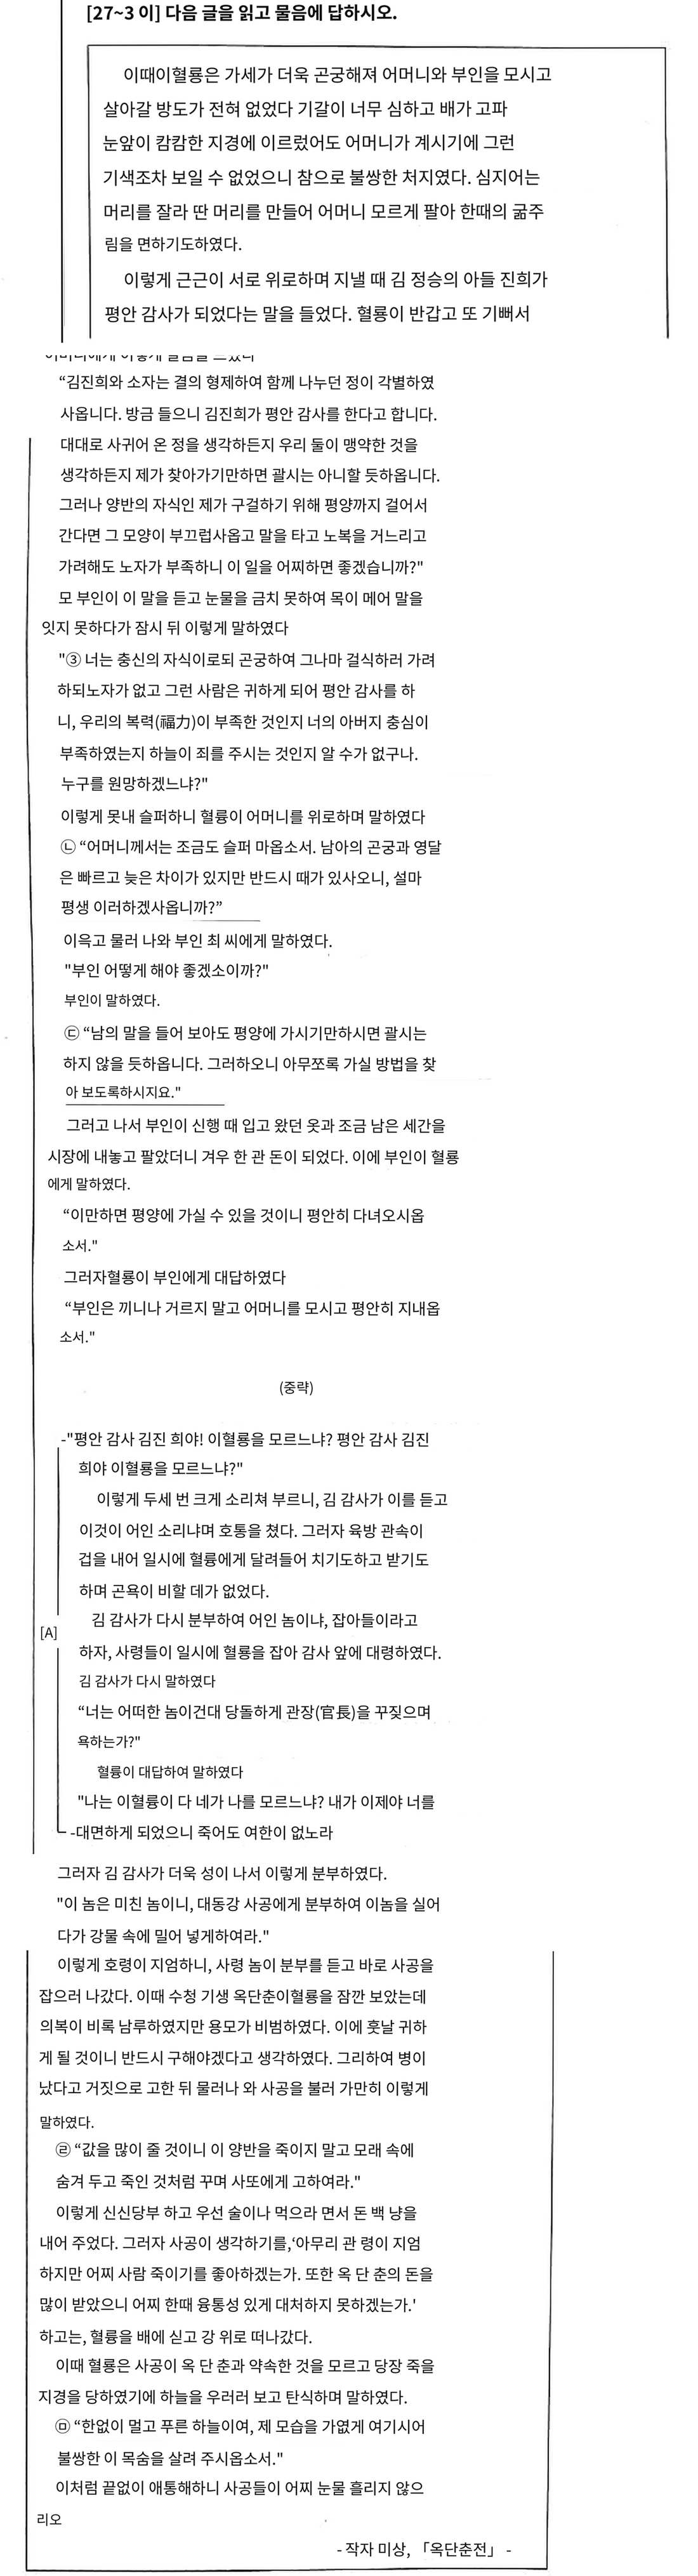 [27~3 이] 다음 글을 읽고 물음에 답하시오.
이때이혈룡은 가세가 더욱 곤궁해져 어머니와 부인을 모시고
살아갈 방도가 전혀 없었다 기갈이 너무 심하고 배가 고파
눈앞이 캄캄한 지경에 이르렀어도 어머니가 계시기에 그런
기색조차 보일 수 없었으니 참으로 불쌍한 처지였다. 심지어는
머리를 잘라 딴 머리를 만들어 어머니 모르게 팔아 한때의 굶주
림을 면하기도하였다.
이렇게 근근이 서로 위로하며 지낼 때 김 정승의 아들 진희가
평안 감사가 되었다는 말을 들었다. 혈룡이 반갑고 또 기뻐서
어머니에게 이렇게 말씀을 드렸다
“김진희와 소자는 결의 형제하여 함께 나누던 정이 각별하였
사옵니다. 방금 들으니 김진희가 평안 감사를 한다고 합니다.
대대로 사귀어 온 정을 생각하든지 우리 둘이 맹약한 것을
생각하든지 제가 찾아가기만하면 괄시는 아니할 듯하옵니다.
그러나 양반의 자식인 제가 구걸하기 위해 평양까지 걸어서
간다면 그 모양이 부끄럽사옵고 말을 타고 노복을 거느리고
가려해도 노자가 부족하니 이 일을 어찌하면 좋겠습니까?"
모 부인이 이 말을 듣고 눈물을 금치 못하여 목이 메어 말을
잇지 못하다가 잠시 뒤 이렇게 말하였다
"③ 너는 충신의 자식이로되 곤궁하여 그나마 걸식하러 가려
하되노자가 없고 그런 사람은 귀하게 되어 평안 감사를 하
니, 우리의 복력(福力)이 부족한 것인지 너의 아버지 충심이
부족하였는지 하늘이 죄를 주시는 것인지 알 수가 없구나.
누구를 원망하겠느냐?"
이렇게 못내 슬퍼하니 혈룡이 어머니를 위로하며 말하였다
㉡ “어머니께서는 조금도 슬퍼 마옵소서. 남아의 곤궁과 영달
은 빠르고 늦은 차이가 있지만 반드시 때가 있사오니, 설마
평생 이러하겠사옵니까?”
이윽고 물러 나와 부인 최 씨에게 말하였다.
"부인 어떻게 해야 좋겠소이까?"
부인이 말하였다.
㉢ “남의 말을 들어 보아도 평양에 가시기만하시면 괄시는
하지 않을 듯하옵니다. 그러하오니 아무쪼록 가실 방법을 찾
아 보도록하시지요."
그러고 나서 부인이 신행 때 입고 왔던 옷과 조금 남은 세간을
시장에 내놓고 팔았더니 겨우 한 관 돈이 되었다. 이에 부인이 혈룡
에게 말하였다.
“이만하면 평양에 가실 수 있을 것이니 평안히 다녀오시옵
소서."
그러자혈룡이 부인에게 대답하였다
“부인은 끼니나 거르지 말고 어머니를 모시고 평안히 지내옵
소서."
(중략)
-"평안 감사 김진 희야! 이혈룡을 모르느냐? 평안 감사 김진
희야 이혈룡을 모르느냐?"
이렇게 두세 번 크게 소리쳐 부르니, 김 감사가 이를 듣고
이것이 어인 소리냐며 호통을 쳤다. 그러자 육방 관속이
겁을 내어 일시에 혈룡에게 달려들어 치기도하고 받기도
하며 곤욕이 비할 데가 없었다.
김 감사가 다시 분부하여 어인 놈이냐, 잡아들이라고
[A]
하자, 사령들이 일시에 혈룡을 잡아 감사 앞에 대령하였다.
김 감사가 다시 말하였다
“너는 어떠한 놈이건대 당돌하게 관장(官長)을 꾸짖으며
욕하는가?"
혈룡이 대답하여 말하였다
"나는 이혈룡이 다 네가 나를 모르느냐? 내가 이제야 너를
-대면하게 되었으니 죽어도 여한이 없노라
그러자 김 감사가 더욱 성이 나서 이렇게 분부하였다.
"이 놈은 미친 놈이니, 대동강 사공에게 분부하여 이놈을 실어
다가 강물 속에 밀어 넣게하여라."
이렇게 호령이 지엄하니, 사령 놈이 분부를 듣고 바로 사공을
잡으러 나갔다. 이때 수청 기생 옥단춘이혈룡을 잠깐 보았는데
의복이 비록 남루하였지만 용모가 비범하였다. 이에 훗날 귀하
게 될 것이니 반드시 구해야겠다고 생각하였다. 그리하여 병이
났다고 거짓으로 고한 뒤 물러나 와 사공을 불러 가만히 이렇게
말하였다.
㉣ “값을 많이 줄 것이니 이 양반을 죽이지 말고 모래 속에
숨겨 두고 죽인 것처럼 꾸며 사또에게 고하여라."
이렇게 신신당부 하고 우선 술이나 먹으라 면서 돈 백 냥을
내어 주었다. 그러자 사공이 생각하기를,‘아무리 관 령이 지엄
하지만 어찌 사람 죽이기를 좋아하겠는가. 또한 옥 단 춘의 돈을
많이 받았으니 어찌 한때 융통성 있게 대처하지 못하겠는가.'
하고는, 혈룡을 배에 싣고 강 위로 떠나갔다.
이때 혈룡은 사공이 옥 단 춘과 약속한 것을 모르고 당장 죽을
지경을 당하였기에 하늘을 우러러 보고 탄식하며 말하였다.
㉤ “한없이 멀고 푸른 하늘이여, 제 모습을 가엾게 여기시어
불쌍한 이 목숨을 살려 주시옵소서."
이처럼 끝없이 애통해하니 사공들이 어찌 눈물 흘리지 않으
리오
- 작자 미상, 「옥단춘전」 -